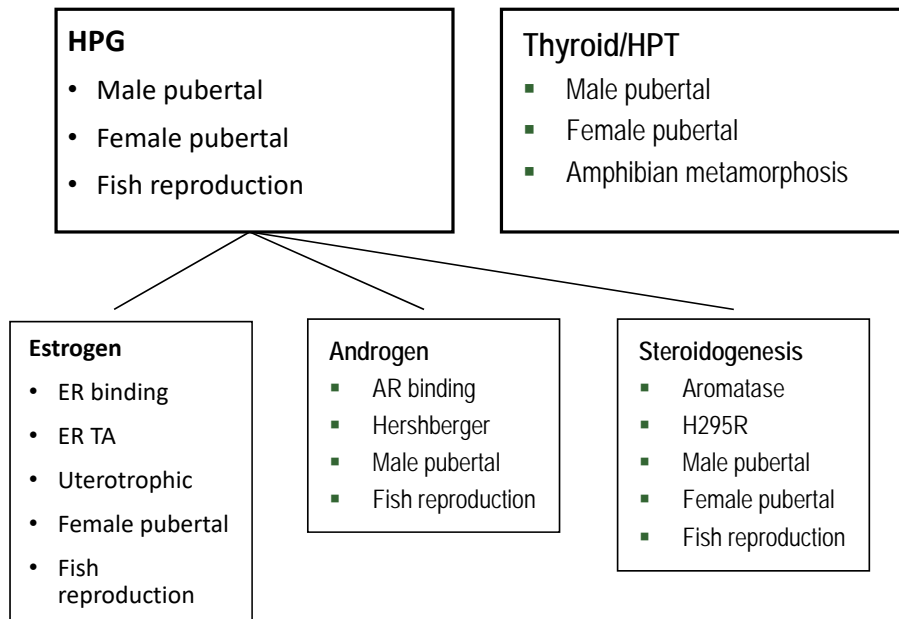 HPG
• Male pubertal
• Female pubertal
• Fish reproduction
Thyroid/HPT
▪ Male pubertal
▪ Female pubertal
▪ Amphibian metamorphosis
Estrogen
• ER binding
• ER TA
• Uterotrophic
• Female pubertal
• Fish
reproduction
Androgen
▪ AR binding
▪ Hershberger
▪ Male pubertal
▪ Fish reproduction
Steroidogenesis
▪ Aromatase
▪ H295R
▪ Male pubertal
▪ Female pubertal
▪ Fish reproduction